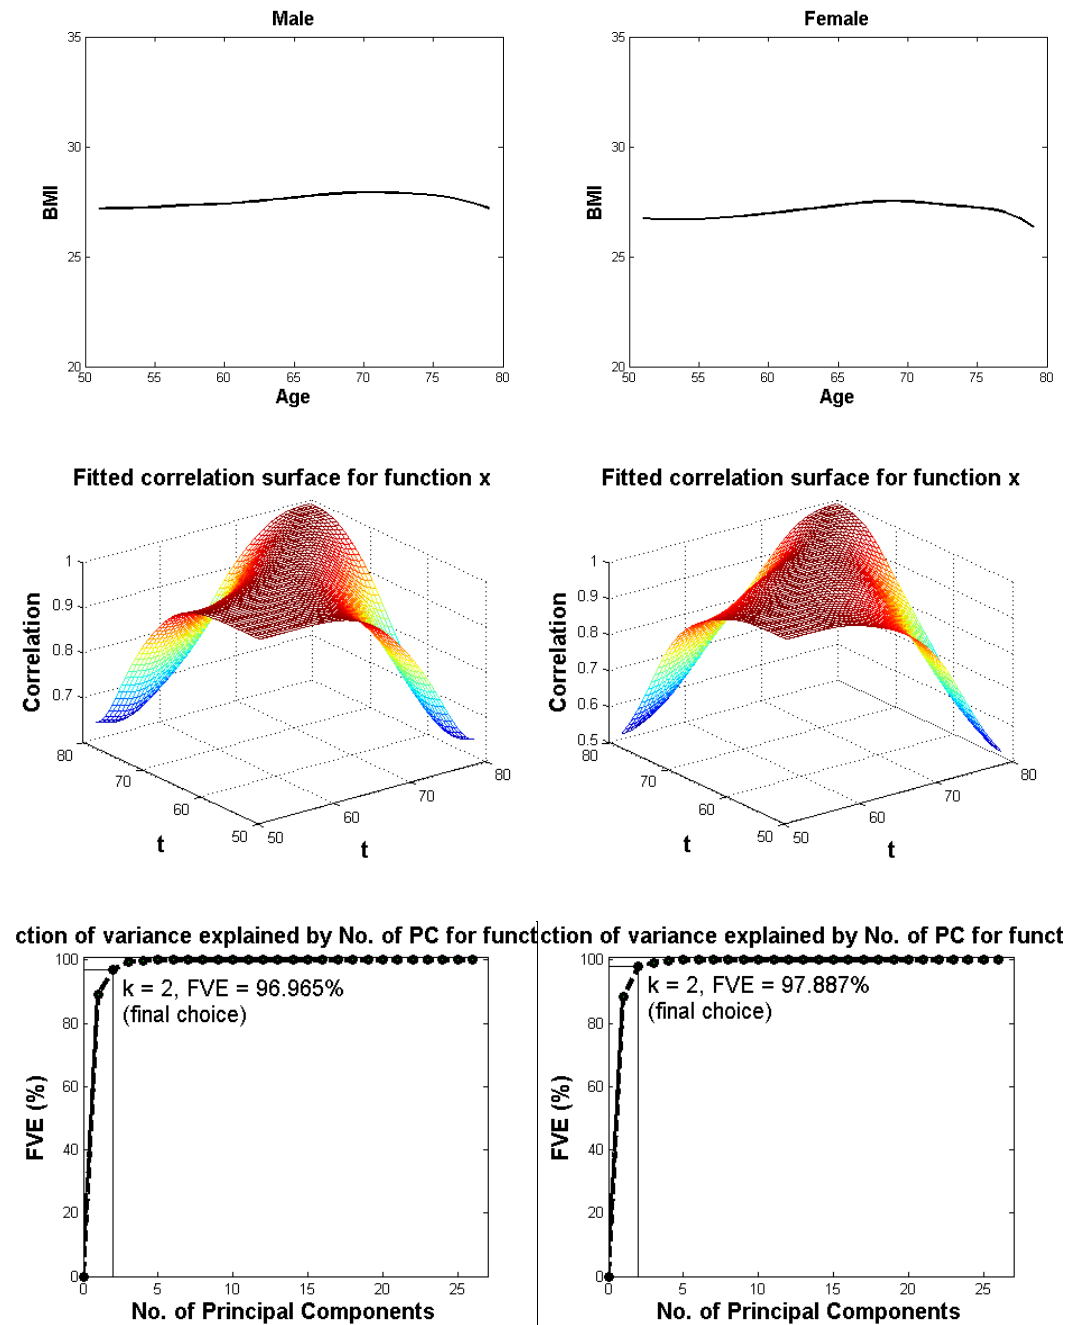 Male
35
30
25
20
BMI
50 55 60 65 70 75 80
Age
Female
35
30
25
20
BMI
50 55 60 65 70 75 80
Age
Fitted correlation surface for function x
1
0.9
0.8
0.7
Correlation
80
70
60
50
t
50
60
70
80
t
Fitted correlation surface for function x
1
0.9
0.8
0.7
0.6
0.5
Correlation
80
70
60
50
t
50
60
70
80
t
ction of variance explained by No. of PC for funct
100
80
60
40
20
0
FVE (%)
k = 2, FVE = 96.965%
(final choice)
0 5 10 15 20 25
No. of Principal Components
ction of variance explained by No. of PC for funct
100
80
60
40
20
0
FVE (%)
k = 2, FVE = 97.887%
(final choice)
0 5 10 15 20 25
No. of Principal Components